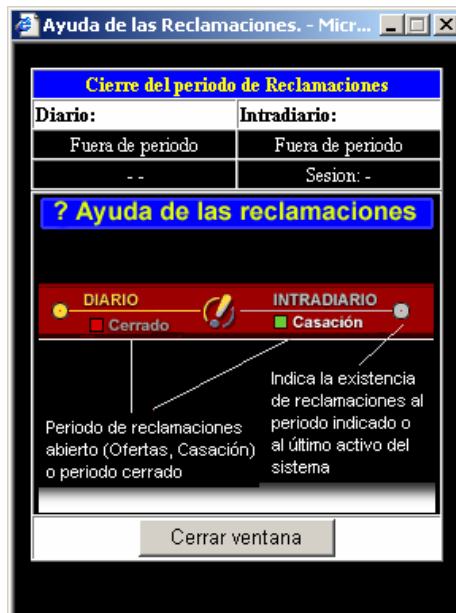 Ayuda de las Reclamaciones. - Micr...
Cierre del periodo de Reclamaciones
Diario: Intradiario:
Fuera de periodo Fuera de periodo
- - Sesion: -
? Ayuda de las reclamaciones
DIARIO INTRADIARIO
Cerrado Casación
Indica la existencia
de reclamaciones al
periodo indicado o
al último activo del
sistema
Periodo de reclamaciones
abierto (Ofertas, Casación)
o periodo cerrado
Cerrar ventana